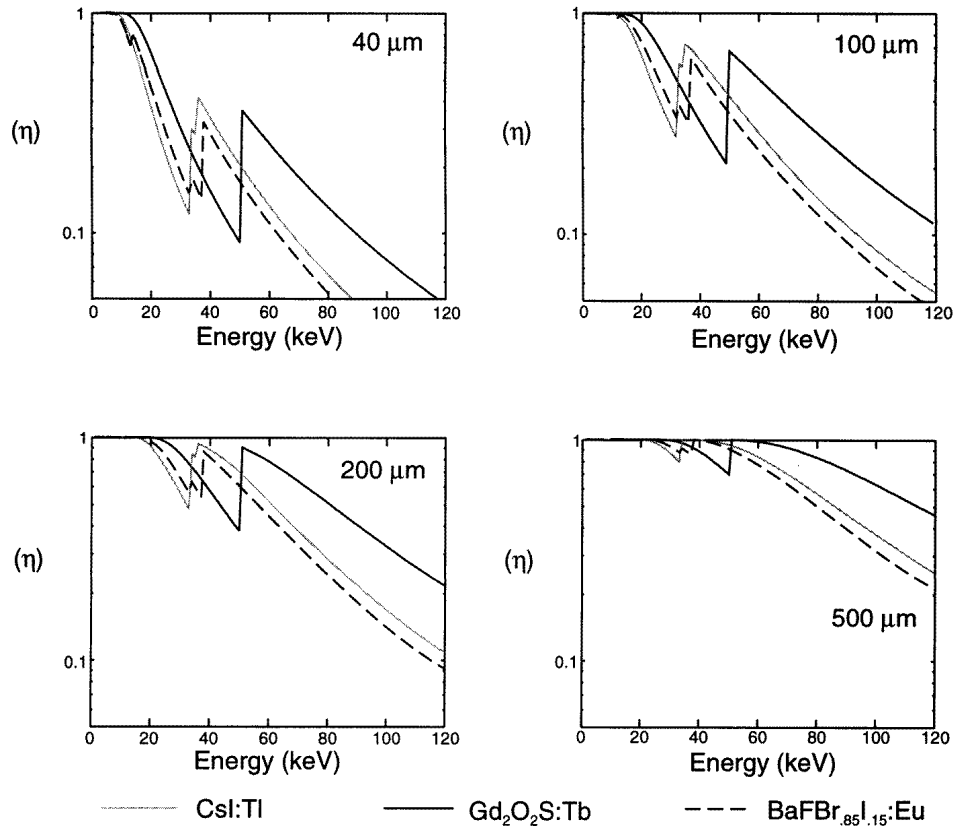 1
40 μm
(η)
0.1
0 20 40 60 80 100 120
Energy (keV)
1
100 μm
(η)
0.1
0 20 40 60 80 100 120
Energy (keV)
1
200 μm
(η)
0.1
0 20 40 60 80 100 120
Energy (keV)
1
(η)
500 μm
0.1
0 20 40 60 80 100 120
Energy (keV)
CsI:Tl Gd₂O₂S:Tb BaFBr.₈₅I.₁₅:Eu